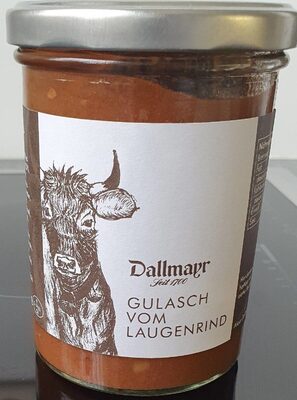 Dallmayr
Seit 1700
GULASCH
VOM
LAUGENRIND